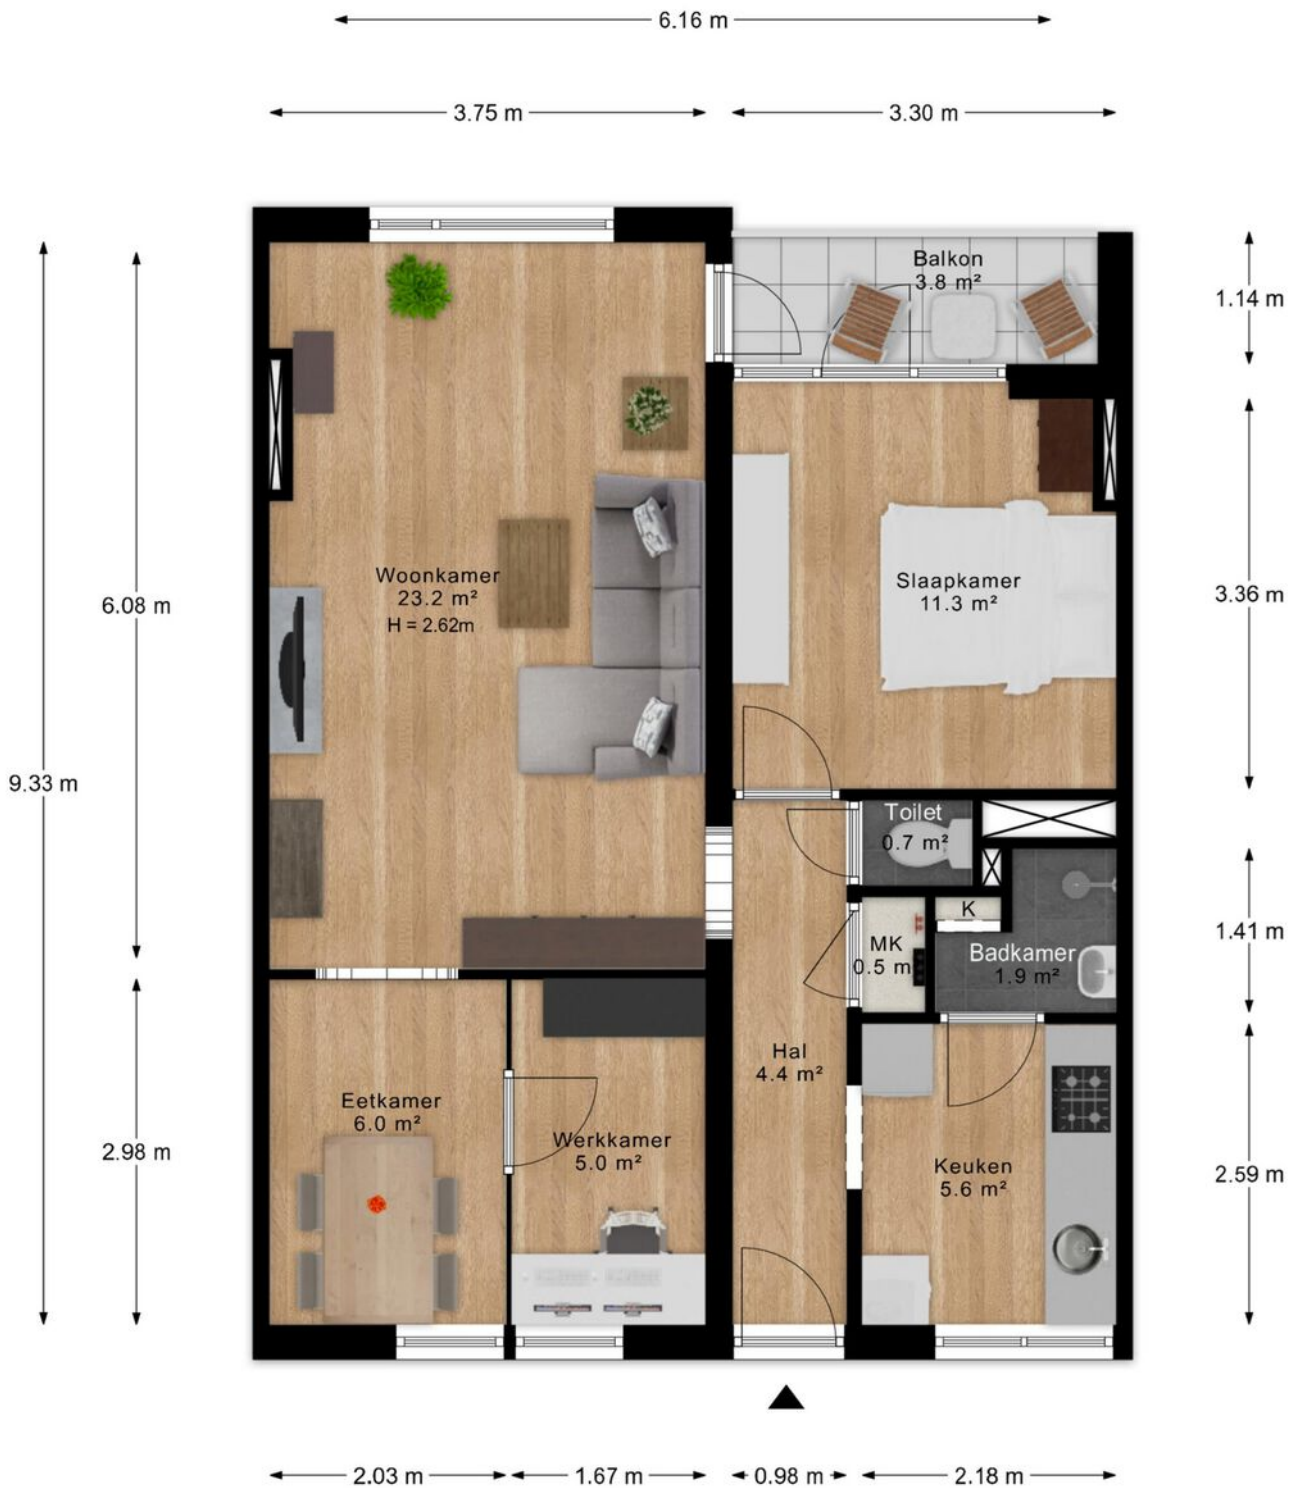 6.16 m
3.75 m
3.30 m
Balkon
3.8 m²
1.14 m
Woonkamer
23.2 m²
H = 2.62m
Slaapkamer
11.3 m²
6.08 m
3.36 m
9.33 m
Toilet
0.7 m²
K
MK
0.5 m
Badkamer
1.9 m²
1.41 m
Hal
4.4 m²
Eetkamer
6.0 m²
Werkkamer
5.0 m²
Keuken
5.6 m²
2.98 m
2.59 m
2.03 m
1.67 m
0.98 m
2.18 m